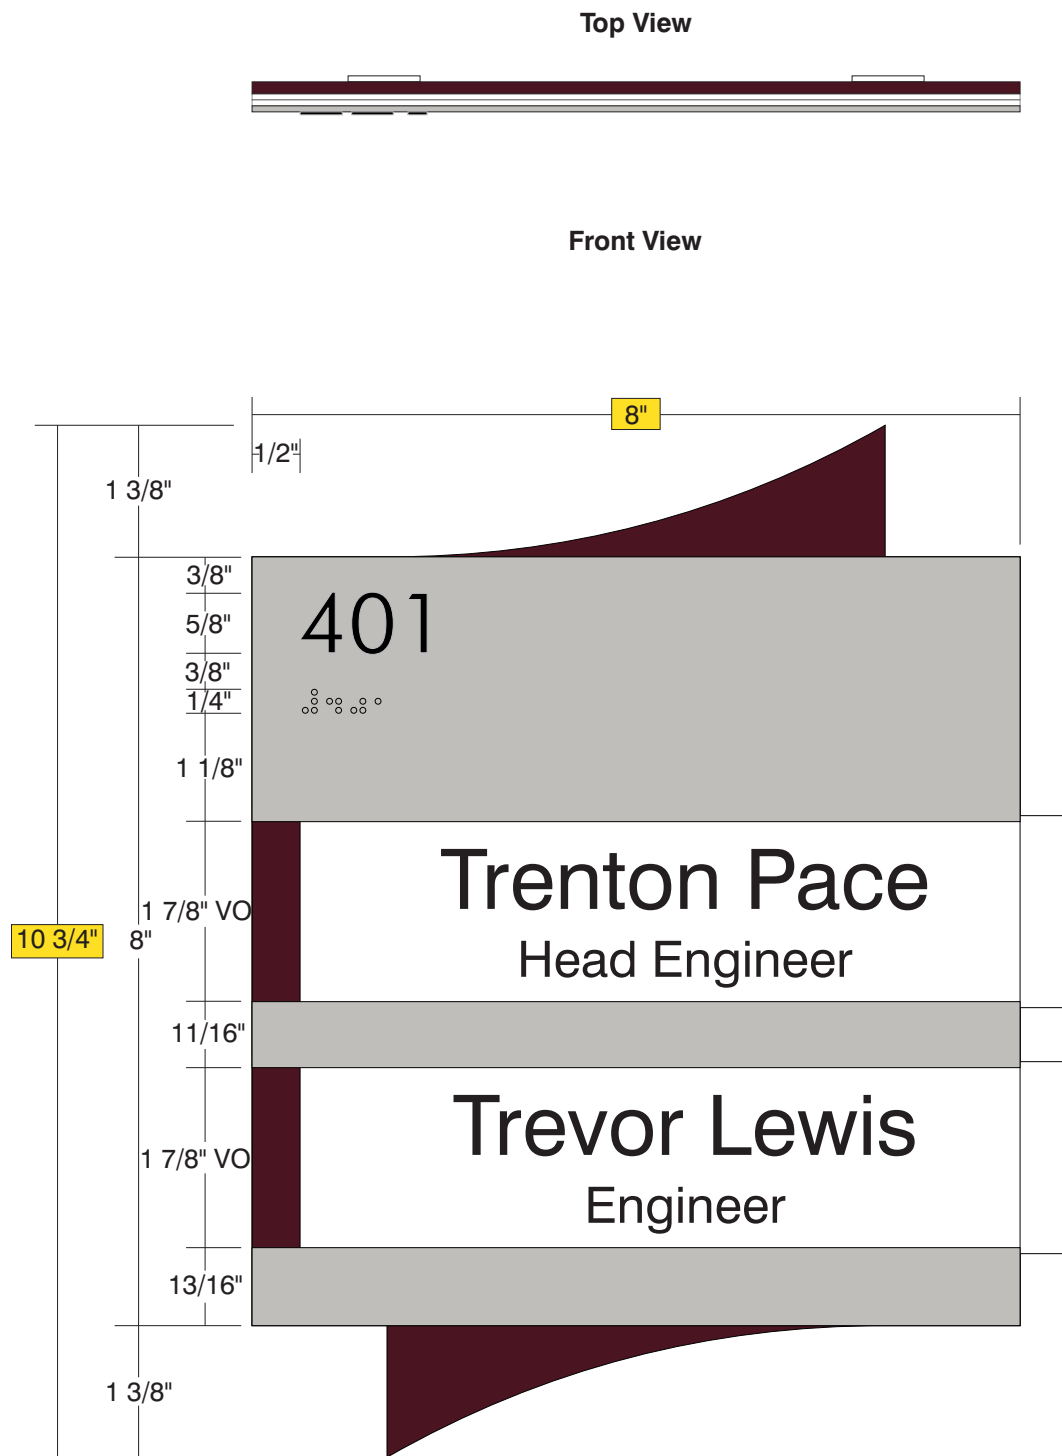 Top View
Front View
8"
1/2"
1 3/8"
3/8"
5/8"
3/8"
1/4"
1 1/8"
401
⠼⠙⠚⠁
1 7/8" VO
Trenton Pace
Head Engineer
10 3/4"
8"
11/16"
1 7/8" VO
Trevor Lewis
Engineer
13/16"
1 3/8"